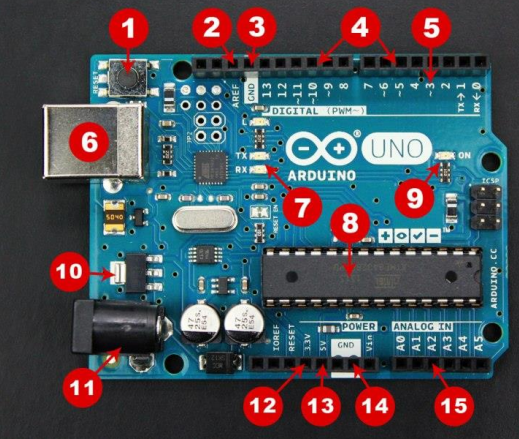 1
2
3
4
5
RESET
AREF
GND
13
12
~11
~10
~9
8
7
~6
~5
4
~3
2
TX→1
RX←0
DIGITAL (PWM~)
6
TX
RX
7
UNO
ARDUINO
ON
9
ICSP
RESET EN
8
ARDUINO.CC
10
11
IOREF
RESET
3.3V
5V
POWER
GND
Vin
ANALOG IN
A0
A1
A2
A3
A4
A5
12
13
14
15